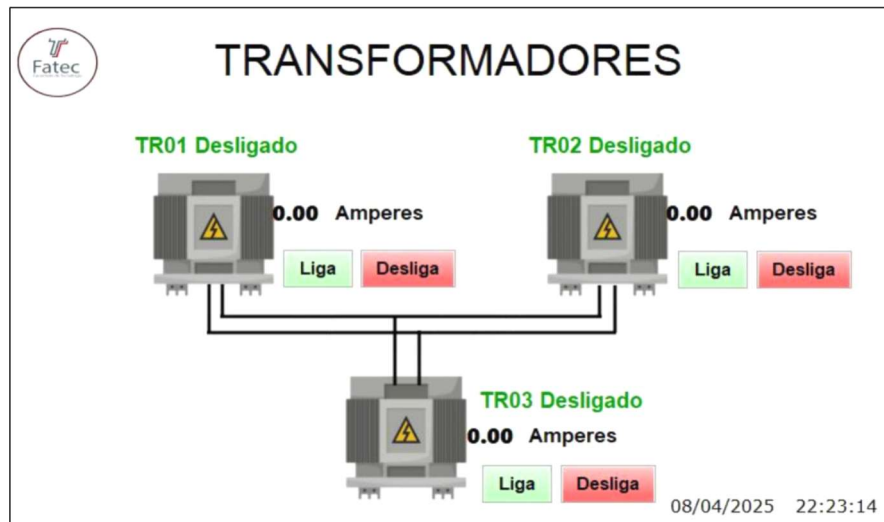 Fatec
TRANSFORMADORES
TR01 Desligado
0.00 Amperes
Liga Desliga
TR02 Desligado
0.00 Amperes
Liga Desliga
TR03 Desligado
0.00 Amperes
Liga Desliga
08/04/2025 22:23:14